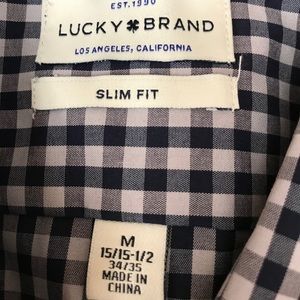 EST.1990
LUCKY BRAND
LOS ANGELES, CALIFORNIA
SLIM FIT
M
15/15-1/2
34/35
MADE IN
CHINA